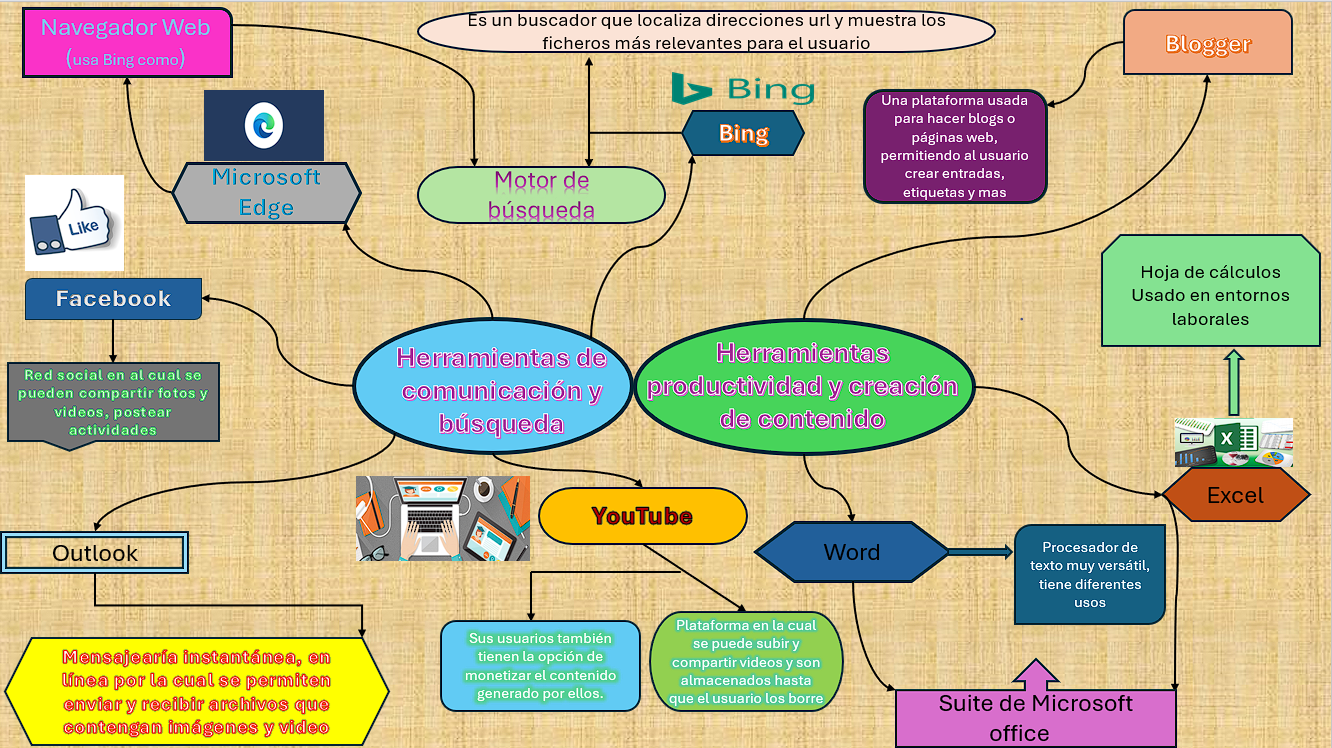 Navegador Web
(usa Bing como)
Es un buscador que localiza direcciones url y muestra los
ficheros más relevantes para el usuario
Blogger
Bing
Bing
Una plataforma usada
para hacer blogs o
páginas web,
permitiendo al usuario
crear entradas,
etiquetas y mas
Microsoft
Edge
Motor de
búsqueda
Like
Hoja de cálculos
Usado en entornos
laborales
Facebook
Red social en al cual se
pueden compartir fotos y
videos, postear
actividades
Herramientas de
comunicación y
búsqueda
Herramientas
productividad y creación
de contenido
X
Excel
YouTube
Outlook
Word
Procesador de
texto muy versátil,
tiene diferentes
usos
Sus usuarios también
tienen la opción de
monetizar el contenido
generado por ellos.
Plataforma en la cual
se puede subir y
compartir videos y son
almacenados hasta
que el usuario los borre
Mensajearía instantánea, en
línea por la cual se permiten
enviar y recibir archivos que
contengan imágenes y video
Suite de Microsoft
office